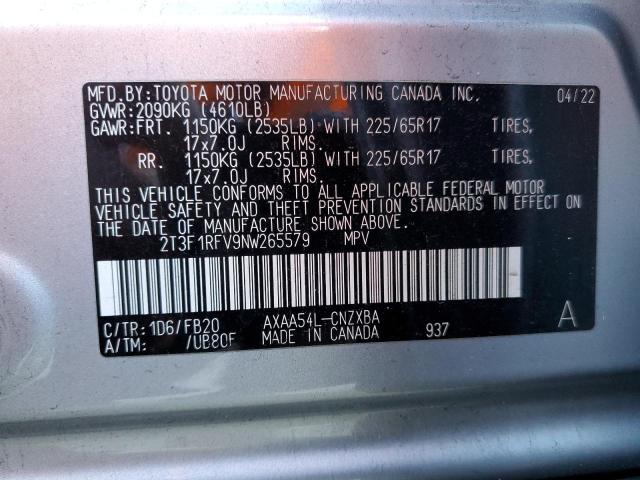 MFD.BY:TOYOTA MOTOR MANUFACTURING CANADA INC. 04/22
GVWR:2090KG (4610LB)
GAWR:FRT. 1150KG (2535LB) WITH 225/65R17 TIRES,
17x7.0J RIMS.
RR. 1150KG (2535LB) WITH 225/65R17 TIRES,
17x7.0J RIMS.
THIS VEHICLE CONFORMS TO ALL APPLICABLE FEDERAL MOTOR
VEHICLE SAFETY AND THEFT PREVENTION STANDARDS IN EFFECT ON
THE DATE OF MANUFACTURE SHOWN ABOVE.
2T3F1RFV9NW265579 MPV
C/TR:1D6/FB20 AXAA54L-CNZXBA A
A/TM: /UB80F MADE IN CANADA 937